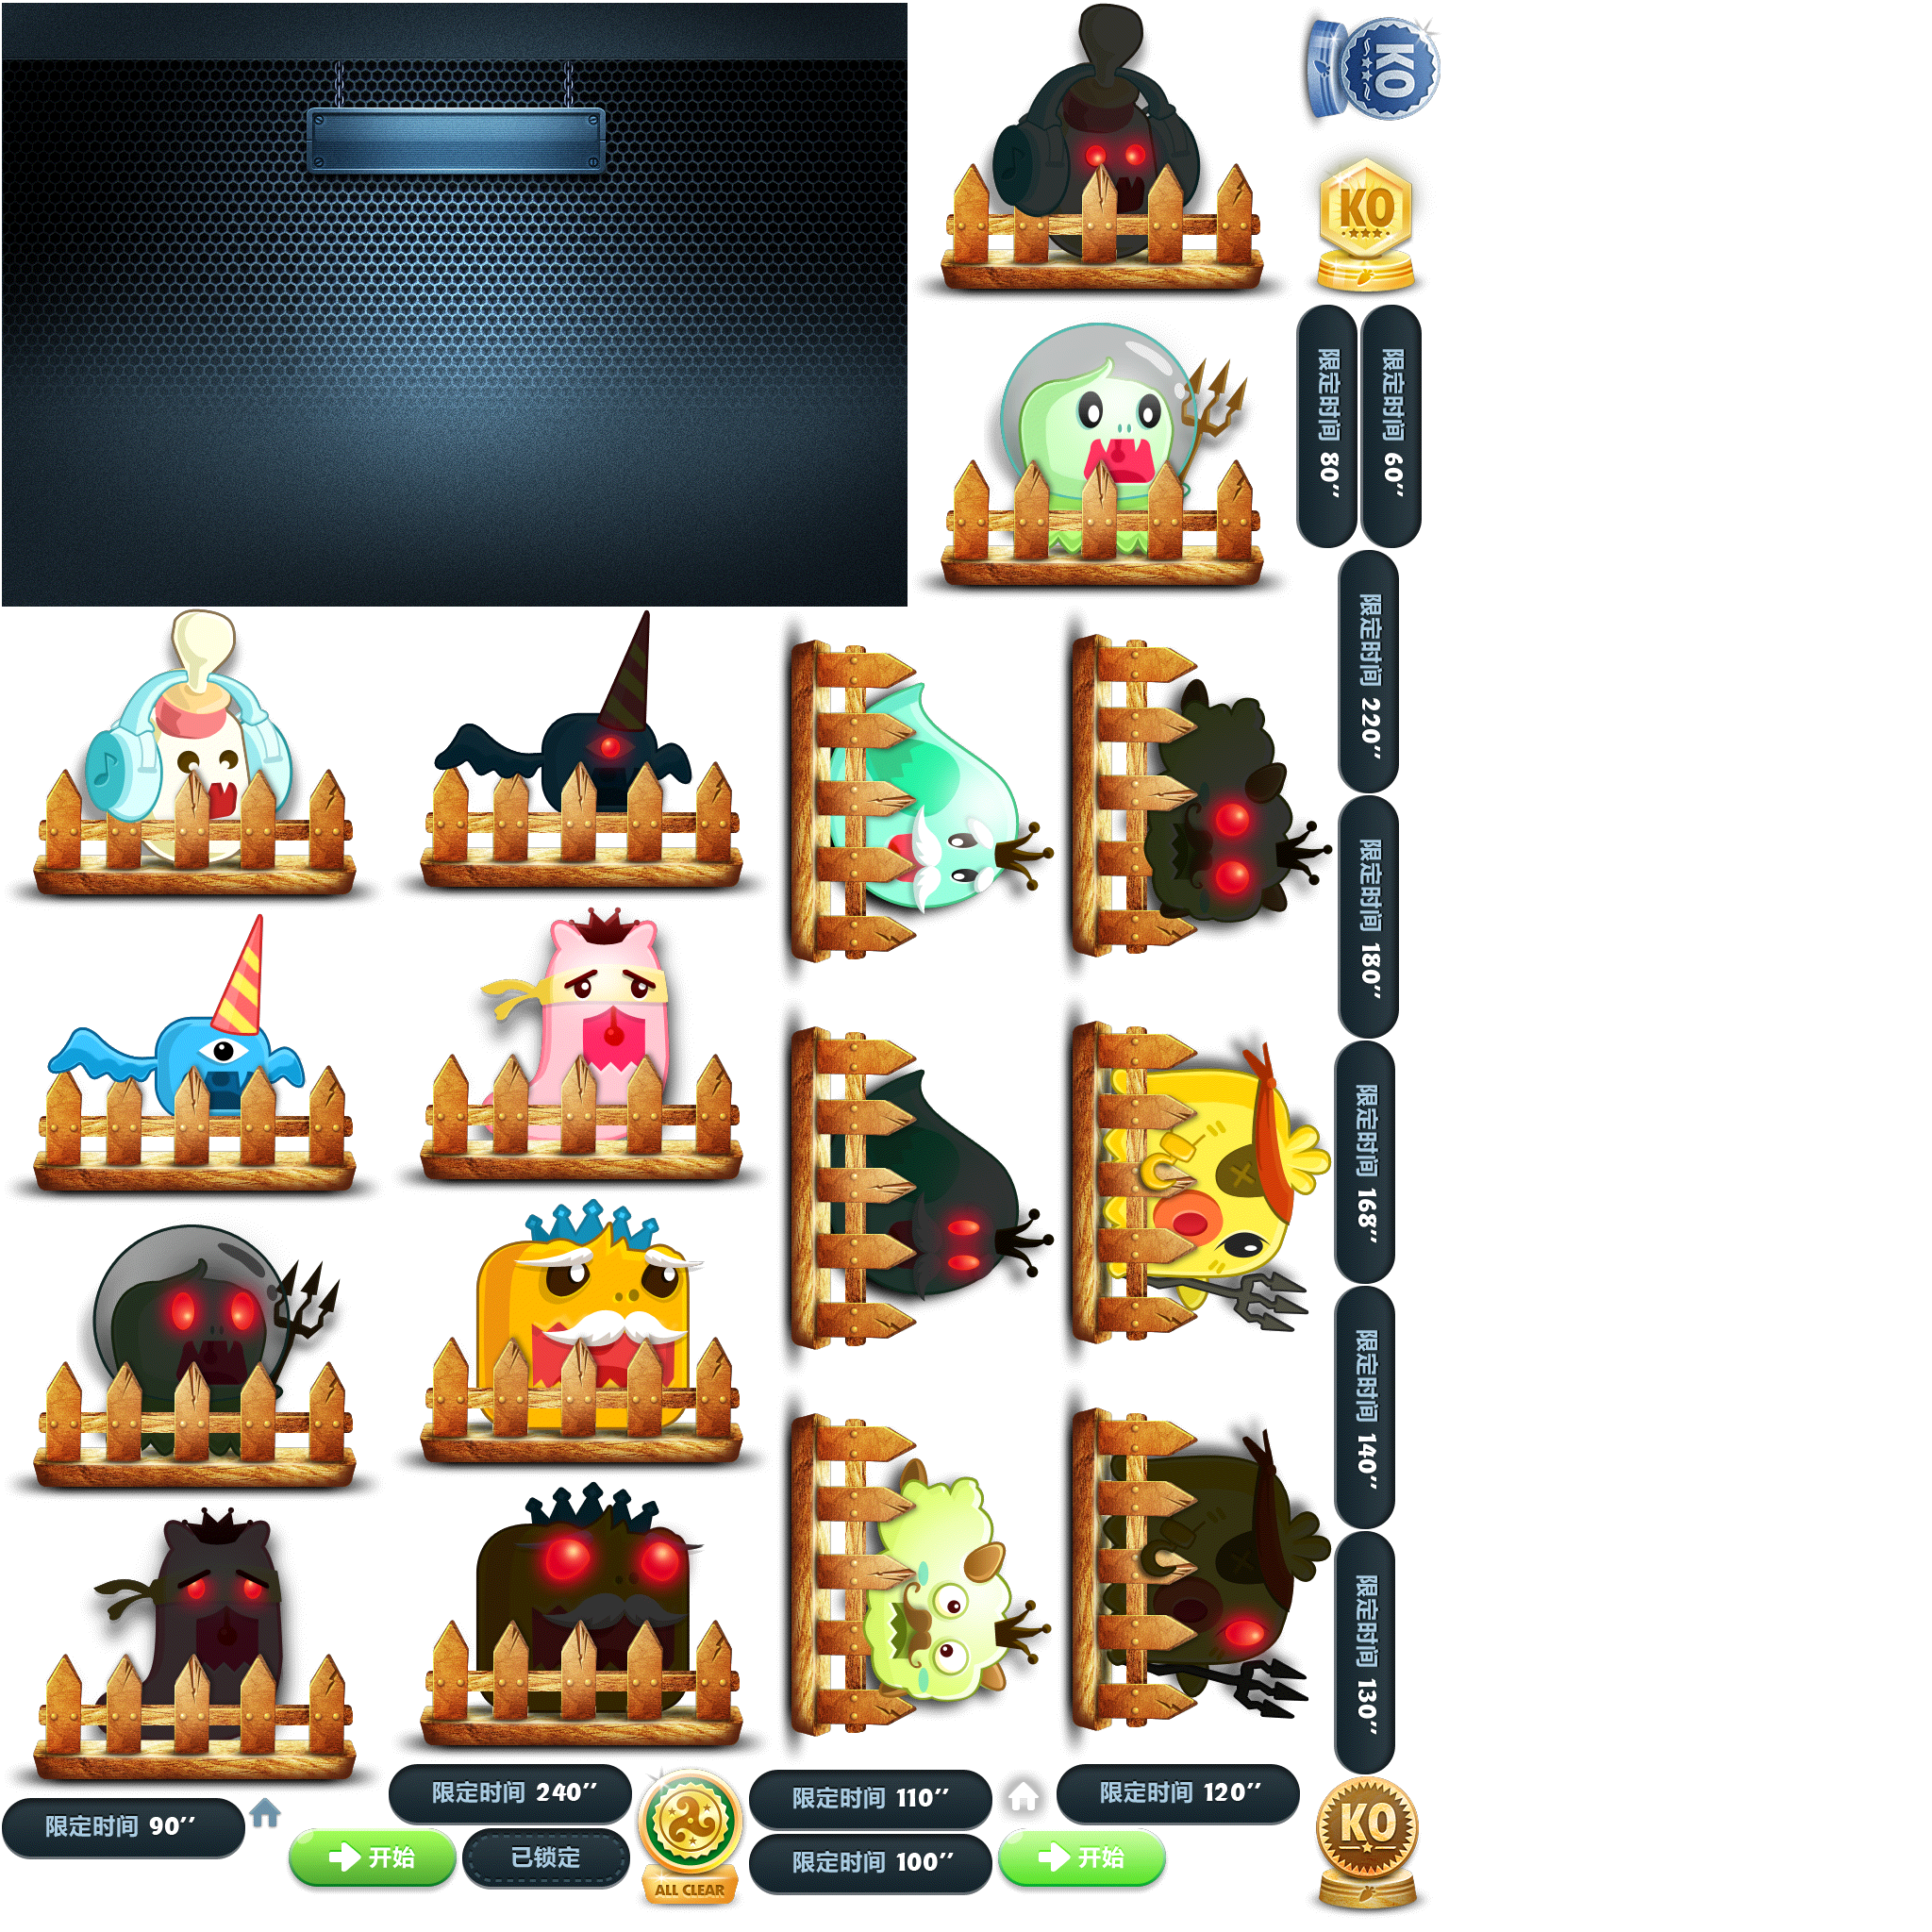 KO
KO
限定时间 80″
限定时间 60″
限定时间 220″
限定时间 180″
限定时间 168″
限定时间 140″
限定时间 130″
限定时间 240″
限定时间 110″
限定时间 120″
限定时间 90″
开始
已锁定
ALL CLEAR
限定时间 100″
开始
KO